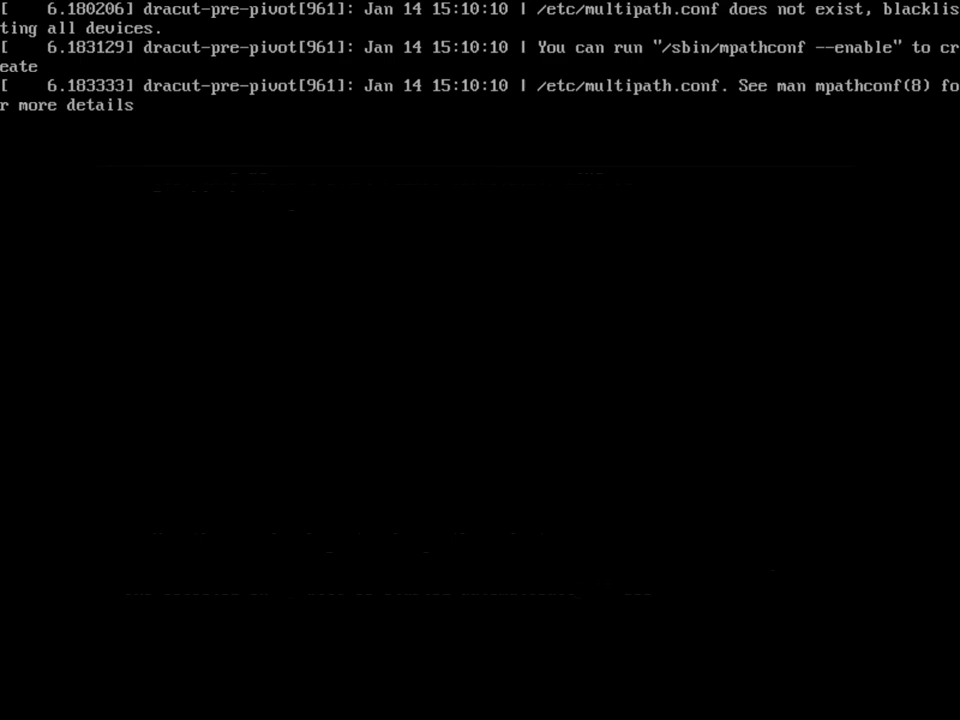 [    6.180206] dracut-pre-pivot[961]: Jan 14 15:10:10 | /etc/multipath.conf does not exist, blacklis
ting all devices.
[    6.183129] dracut-pre-pivot[961]: Jan 14 15:10:10 | You can run "/sbin/mpathconf --enable" to cr
eate
[    6.183333] dracut-pre-pivot[961]: Jan 14 15:10:10 | /etc/multipath.conf. See man mpathconf(8) fo
r more details